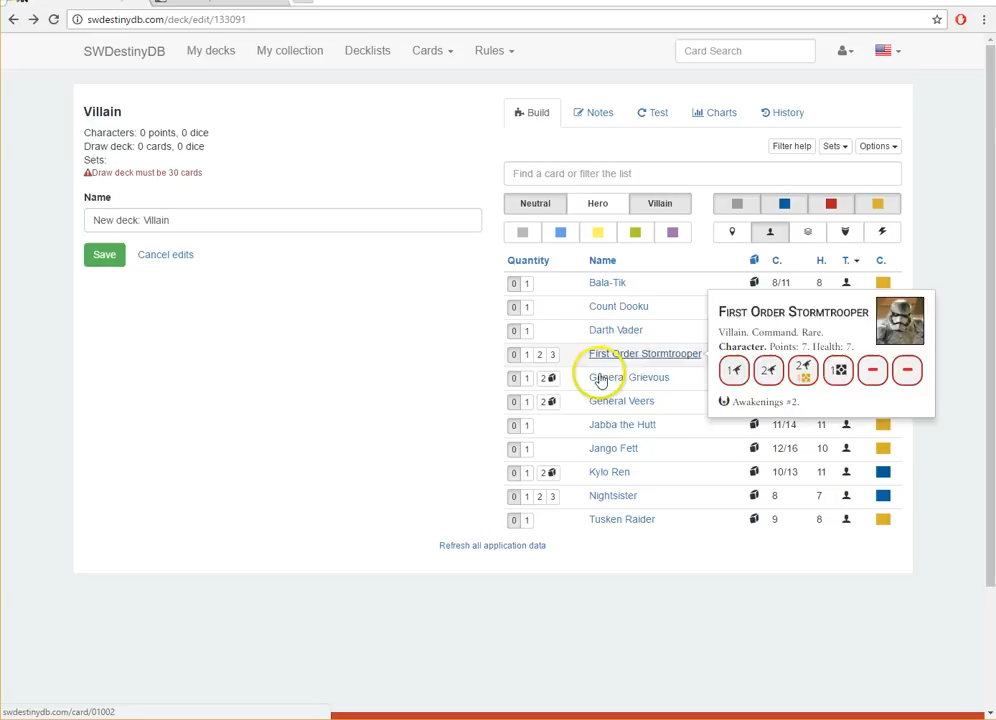 swdestinydb.com/deck/edit/133091
SWDestinyDB My decks My collection Decklists Cards Rules Card Search
Villain
Characters: 0 points, 0 dice
Draw deck: 0 cards, 0 dice
Sets:
Draw deck must be 30 cards
Name
New deck: Villain
Save Cancel edits
Build Notes Test Charts History
Filter help Sets Options
Find a card or filter the list
Neutral Hero Villain
Quantity Name C. H. T. C.
0 1 Bala-Tik 8/11 8
0 1 Count Dooku
0 1 Darth Vader
0 1 2 3 First Order Stormtrooper
0 1 2 General Grievous
0 1 2 General Veers
0 1 Jabba the Hutt 11/14 11
0 1 Jango Fett 12/16 10
0 1 2 Kylo Ren 10/13 11
0 1 2 3 Nightsister 8 7
0 1 Tusken Raider 9 8
First Order Stormtrooper
Villain. Command. Rare.
Character. Points: 7. Health: 7.
1 2 2 1 1 − −
Awakenings #2.
Refresh all application data
swdestinydb.com/card/01002